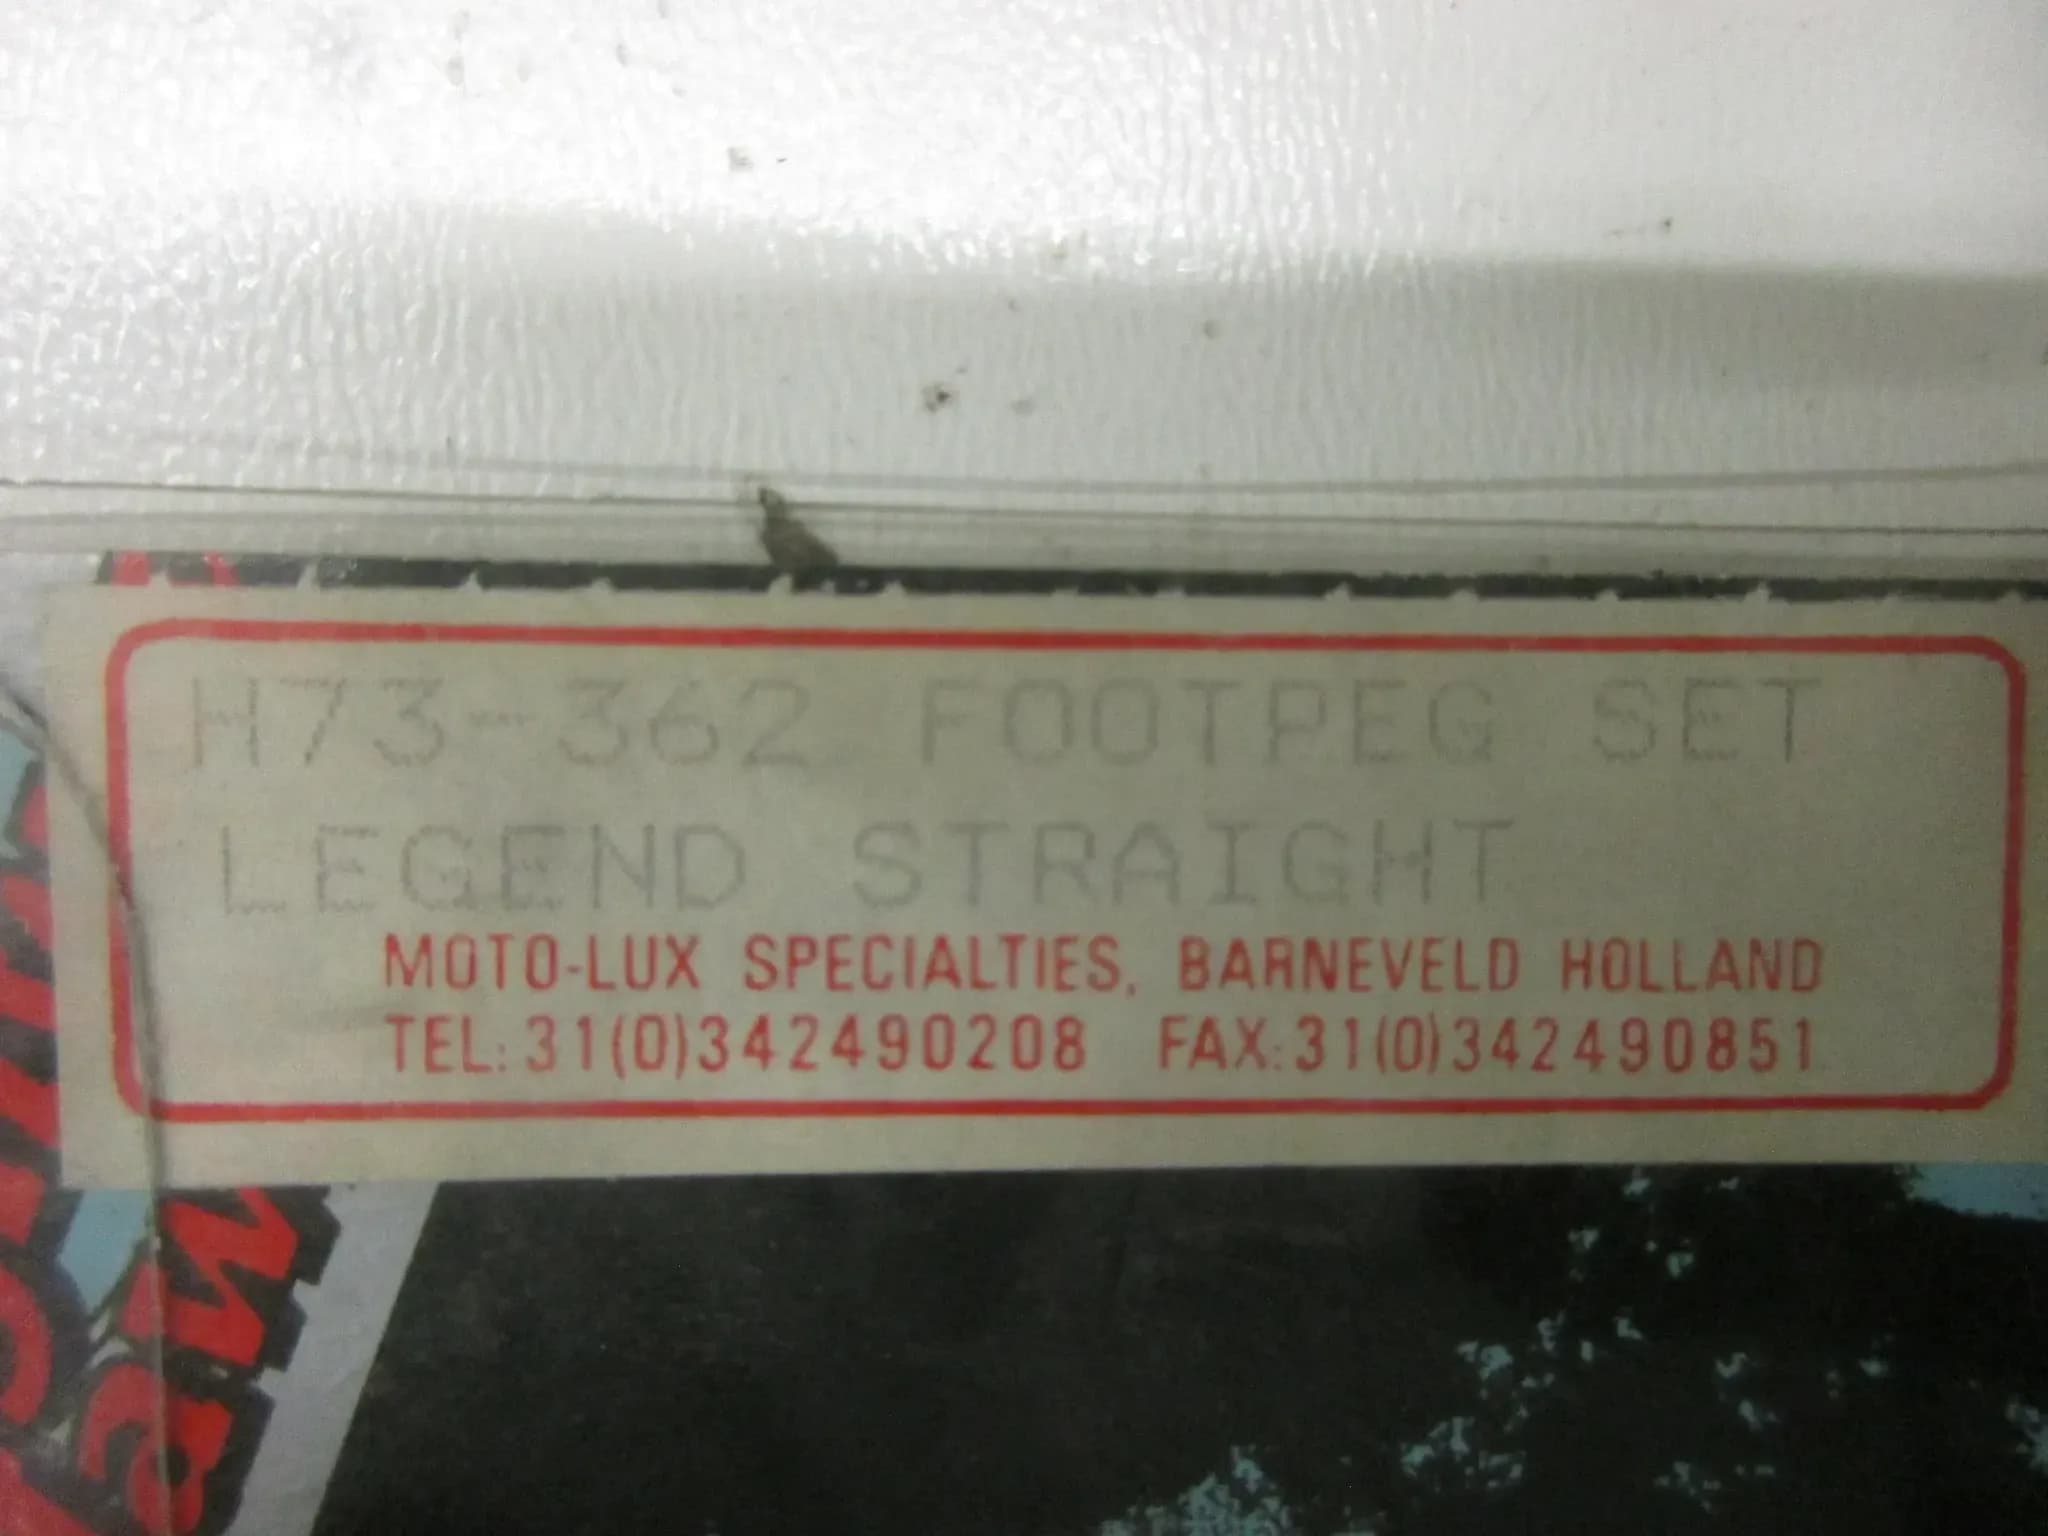 H73-362 FOOTPEG SET
LEGEND STRAIGHT
MOTO-LUX SPECIALTIES, BARNEVELD HOLLAND
TEL: 31(0)342490208 FAX: 31(0)342490851